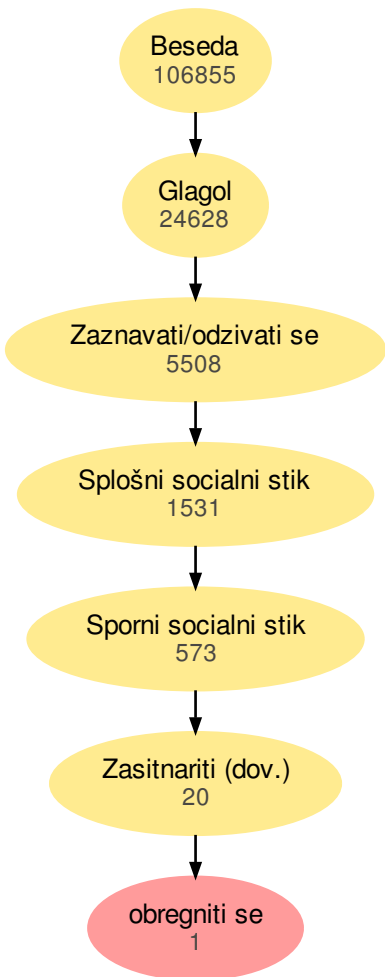 Beseda
106855
Glagol
24628
Zaznavati/odzivati se
5508
Splošni socialni stik
1531
Sporni socialni stik
573
Zasitnariti (dov.)
20
obregniti se
1